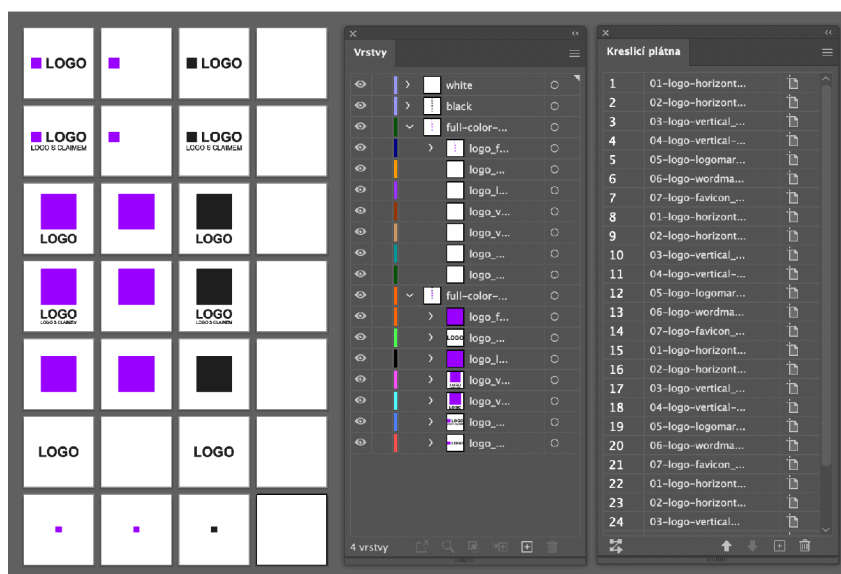 LOGO
LOGO
LOGO
LOGO S CLAIMEM
LOGO
LOGO S CLAIMEM
LOGO
LOGO
LOGO
LOGO S CLAIMEM
LOGO
LOGO S CLAIMEM
LOGO
LOGO
Vrstvy
white
black
full-color-...
logo_f...
logo_...
logo_l...
logo_v...
logo_v...
logo_...
logo_...
full-color-...
logo_f...
LOGO
logo_...
logo_l...
logo_v...
logo_v...
logo_...
logo_...
4 vrstvy
Kreslicí plátna
1 01-logo-horizont...
2 02-logo-horizont...
3 03-logo-vertical_...
4 04-logo-vertical-...
5 05-logo-logomar...
6 06-logo-wordma...
7 07-logo-favicon_...
8 01-logo-horizont...
9 02-logo-horizont...
10 03-logo-vertical_...
11 04-logo-vertical-...
12 05-logo-logomar...
13 06-logo-wordma...
14 07-logo-favicon_...
15 01-logo-horizont...
16 02-logo-horizont...
17 03-logo-vertical_...
18 04-logo-vertical-...
19 05-logo-logomar...
20 06-logo-wordma...
21 07-logo-favicon_...
22 01-logo-horizont...
23 02-logo-horizont...
24 03-logo-vertical...